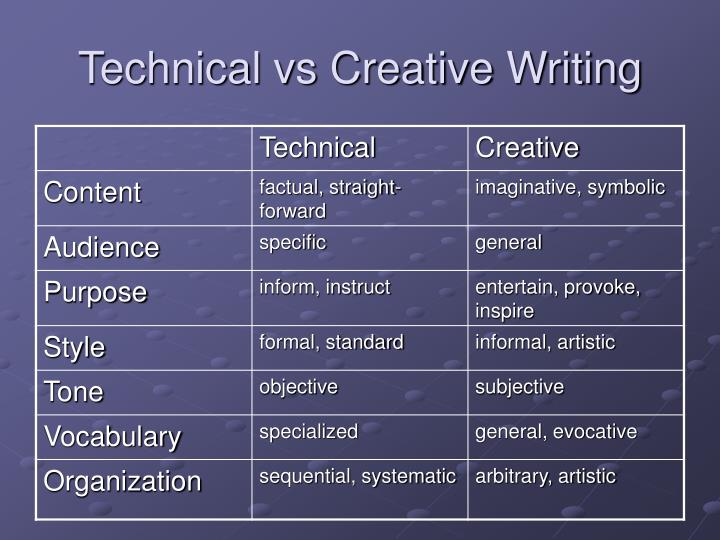 Technical vs Creative Writing
Technical Creative
Content factual, straight- imaginative, symbolic
forward
Audience specific general
Purpose inform, instruct entertain, provoke,
inspire
Style formal, standard informal, artistic
Tone objective subjective
Vocabulary specialized general, evocative
Organization sequential, systematic arbitrary, artistic